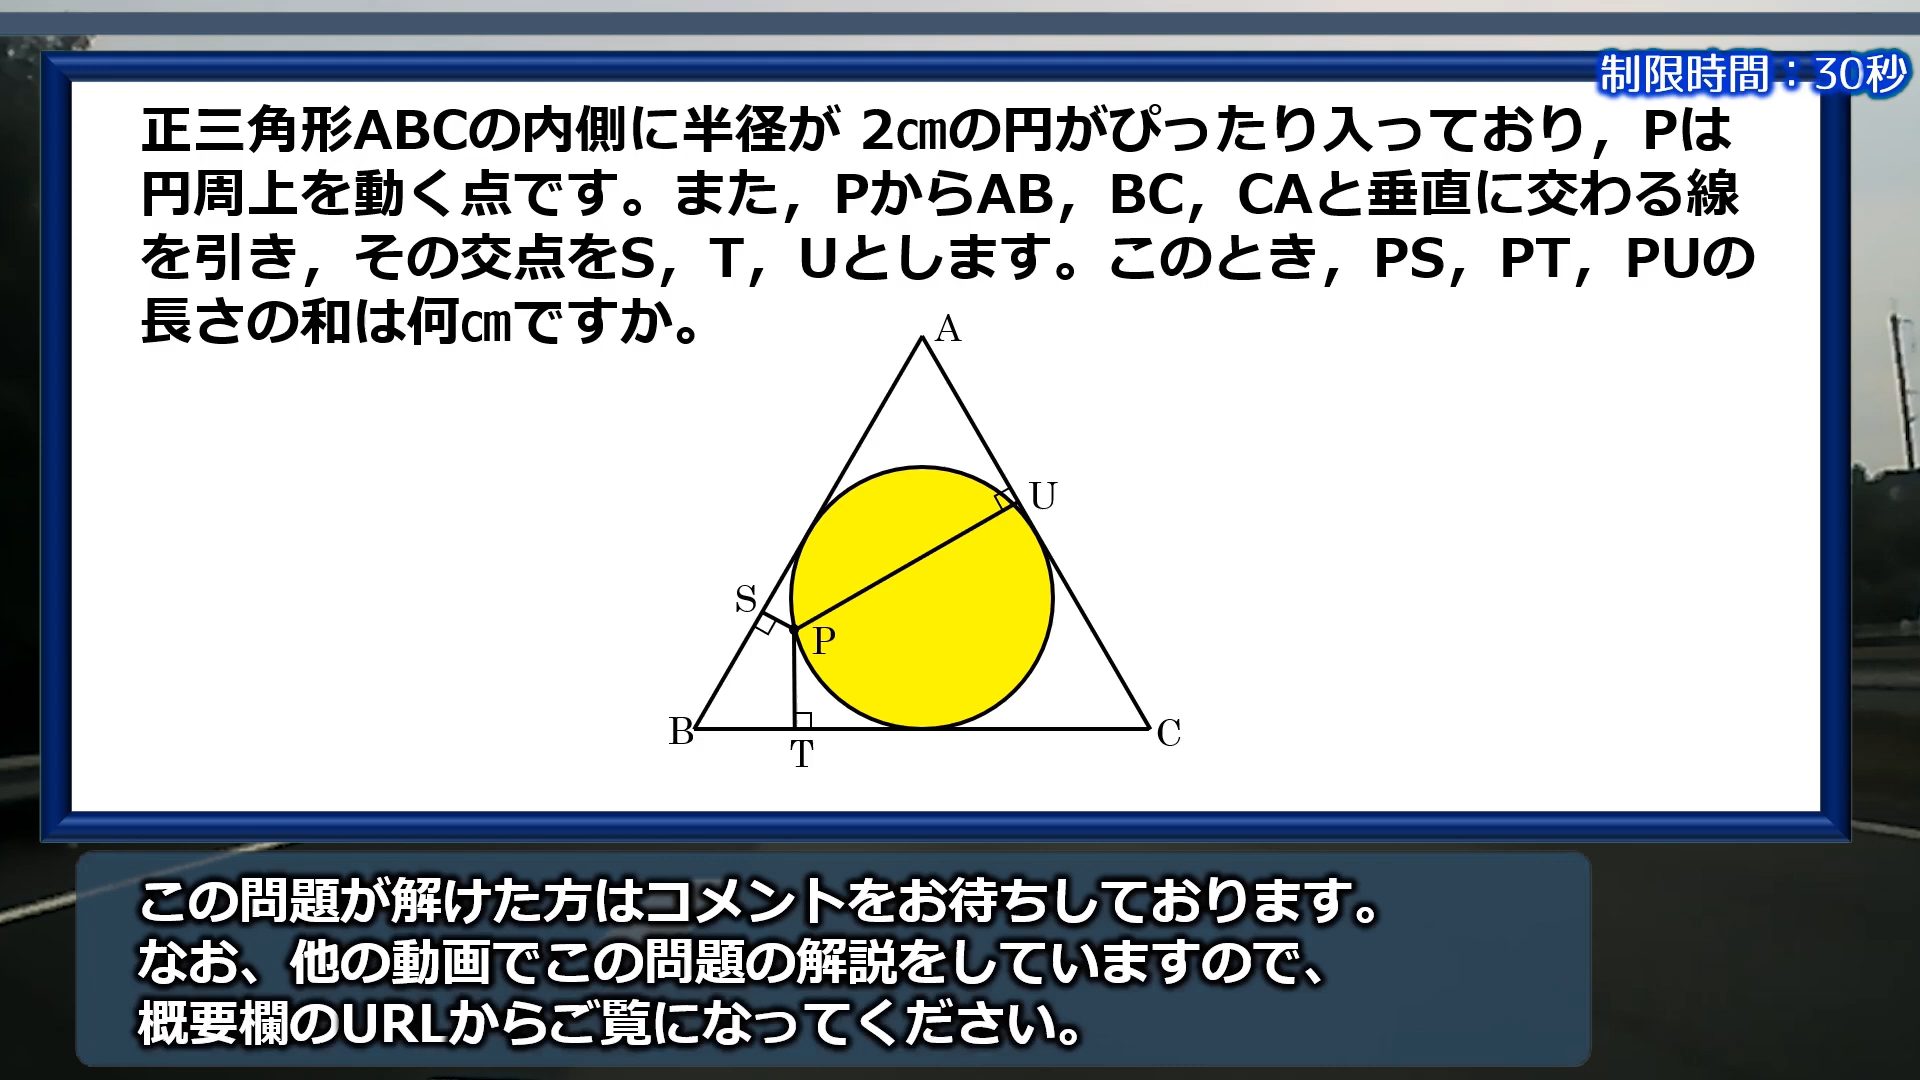 制限時間：30秒
正三角形ABCの内側に半径が 2㎝の円がぴったり入っており，Pは
円周上を動く点です。また，PからAB，BC，CAと垂直に交わる線
を引き，その交点をS，T，Uとします。このとき，PS，PT，PUの
長さの和は何㎝ですか。
A
U
S
P
B
C
T
この問題が解けた方はコメントをお待ちしております。
なお、他の動画でこの問題の解説をしていますので、
概要欄のURLからご覧になってください。